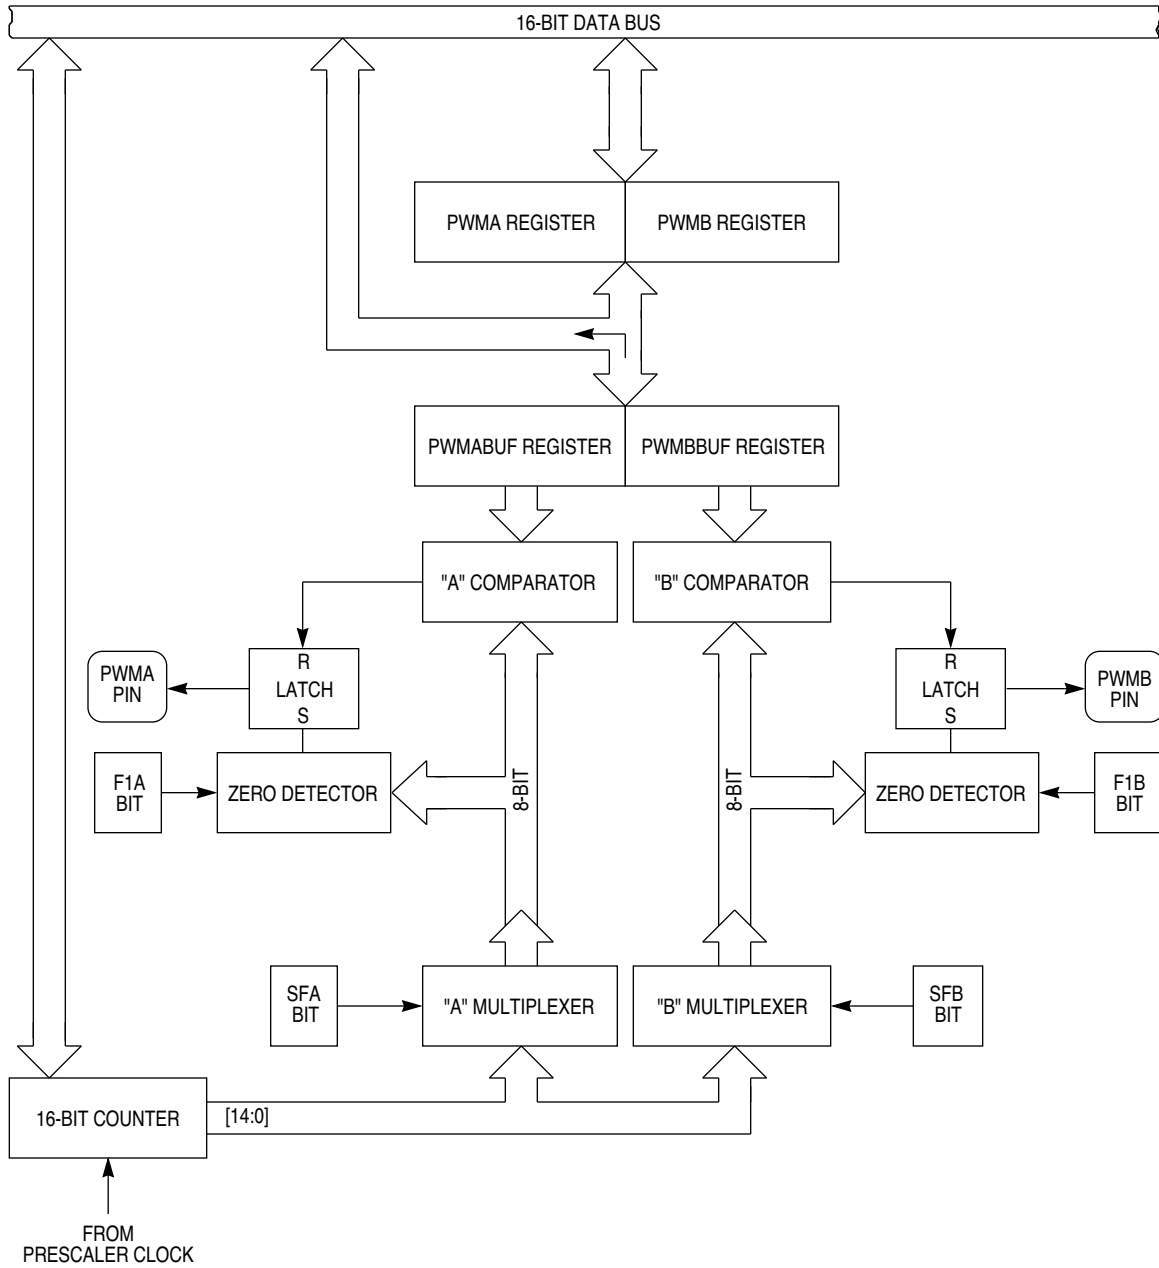 16-BIT DATA BUS
PWMA REGISTER
PWMB REGISTER
PWMABUF REGISTER
PWMBBUF REGISTER
"A" COMPARATOR
"B" COMPARATOR
PWMA
PIN
R
LATCH
S
R
LATCH
S
PWMB
PIN
F1A
BIT
ZERO DETECTOR
8-BIT
8-BIT
ZERO DETECTOR
F1B
BIT
SFA
BIT
"A" MULTIPLEXER
"B" MULTIPLEXER
SFB
BIT
16-BIT COUNTER
[14:0]
FROM
PRESCALER CLOCK